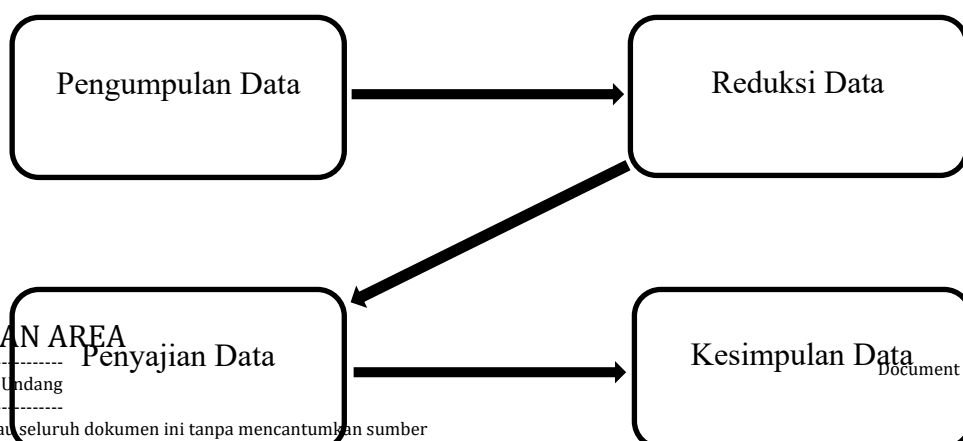 Pengumpulan Data
Reduksi Data
AN AREA
Penyajian Data
Kesimpulan Data
Document
Undang
au seluruh dokumen ini tanpa mencantumkan sumber